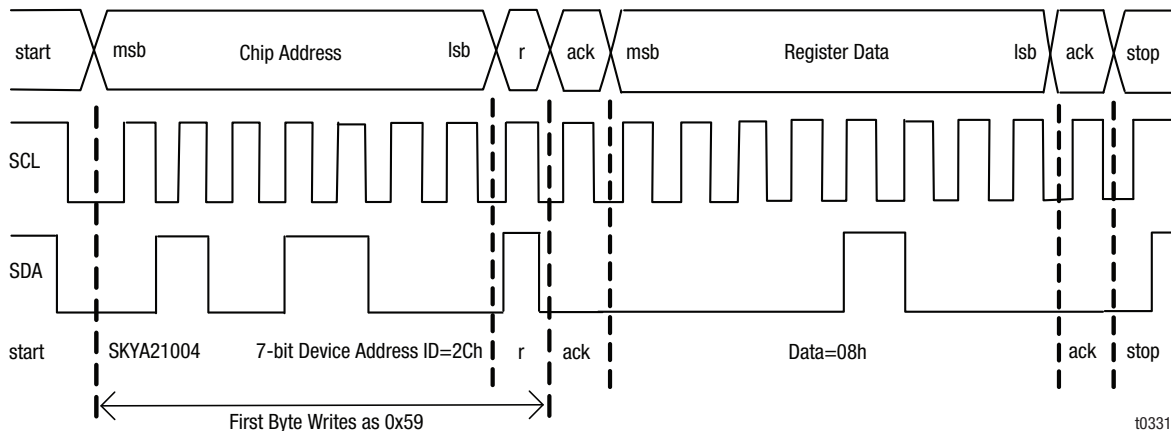 start msb Chip Address lsb r ack msb Register Data lsb ack stop
SCL
SDA
start SKYA21004 7-bit Device Address ID=2Ch r ack Data=08h ack stop
First Byte Writes as 0x59
t0331